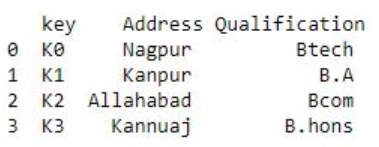 key Address Qualification
0 K0 Nagpur Btech
1 K1 Kanpur B.A
2 K2 Allahabad Bcom
3 K3 Kannuaj B.hons